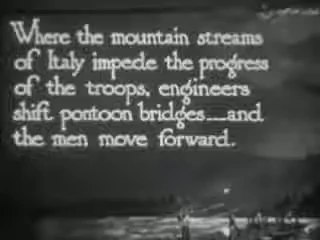 Where the mountain streams
of Italy impede the progress
of the troops, engineers
shift pontoon bridges—and
the men move forward.